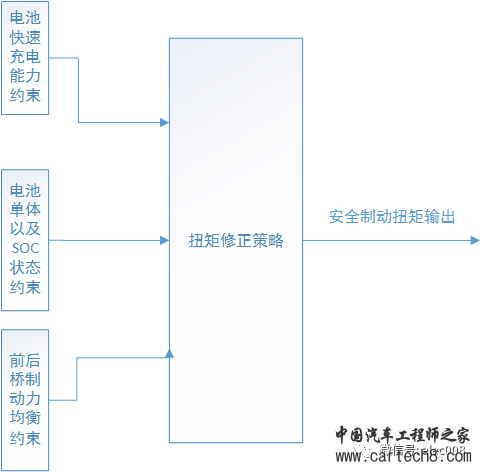 电池
快速
充电
能力
约束
电池
单体
以及
SOC
状态
约束
前后
桥制
动力
均衡
约束
扭矩修正策略
安全制动扭矩输出
中国汽车工程师之家
www.cartech8.com